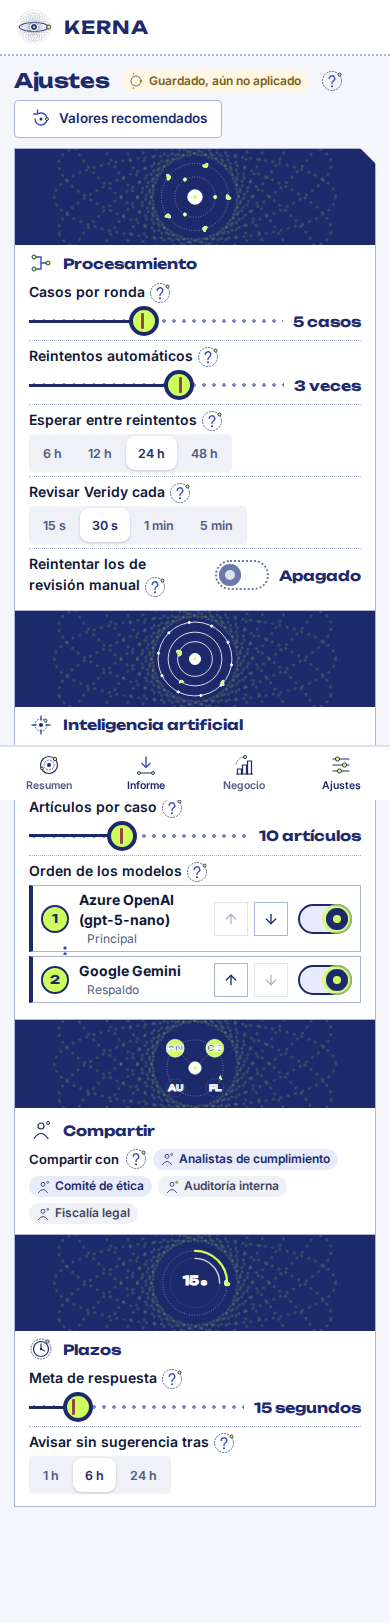 KERNA
Ajustes
Guardado, aún no aplicado
?
Valores recomendados
Procesamiento
Casos por ronda ?
5 casos
Reintentos automáticos ?
3 veces
Esperar entre reintentos ?
6 h 12 h 24 h 48 h
Revisar Veridy cada ?
15 s 30 s 1 min 5 min
Reintentar los de
revisión manual ?
Apagado
Inteligencia artificial
Resumen Informe Negocio Ajustes
Artículos por caso ?
10 artículos
Orden de los modelos ?
1
Azure OpenAI
(gpt-5-nano)
Principal
2
Google Gemini
Respaldo
AU FL
Compartir
Compartir con ? Analistas de cumplimiento
Comité de ética Auditoría interna
Fiscalía legal
15 s
Plazos
Meta de respuesta ?
15 segundos
Avisar sin sugerencia tras ?
1 h 6 h 24 h